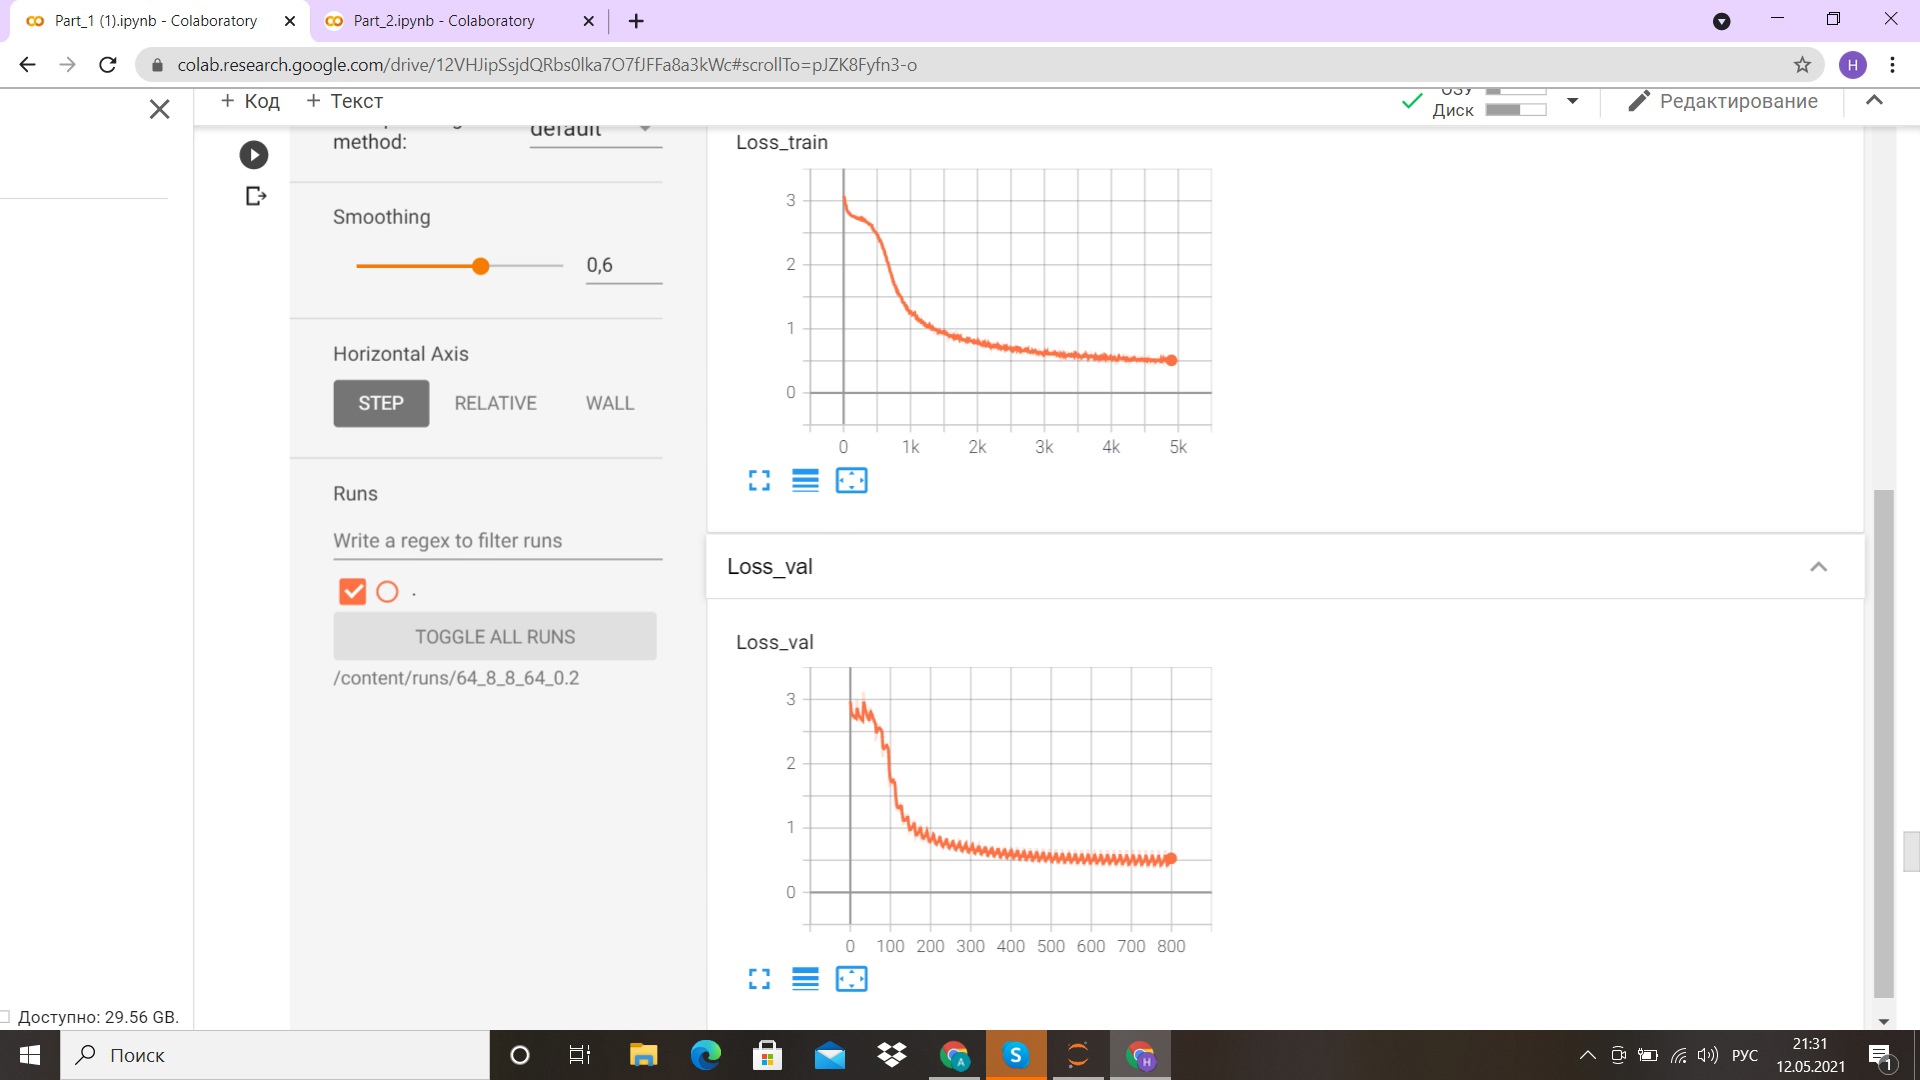 Part_1 (1).ipynb - Colaboratory
Part_2.ipynb - Colaboratory
colab.research.google.com/drive/12VHJipSsjdQRbs0lka7O7fJFFa8a3kWc#scrollTo=pJZK8Fyfn3-o
H
+ Код + Текст
ОЗУ
Диск
Редактирование
method:
default
Smoothing
0,6
Horizontal Axis
STEP RELATIVE WALL
Runs
Write a regex to filter runs
.
TOGGLE ALL RUNS
/content/runs/64_8_8_64_0.2
Loss_train
3
2
1
0
0 1k 2k 3k 4k 5k
Loss_val
Loss_val
3
2
1
0
0 100 200 300 400 500 600 700 800
Доступно: 29.56 GB.
Поиск
A
S
H
РУС
21:31
12.05.2021
1